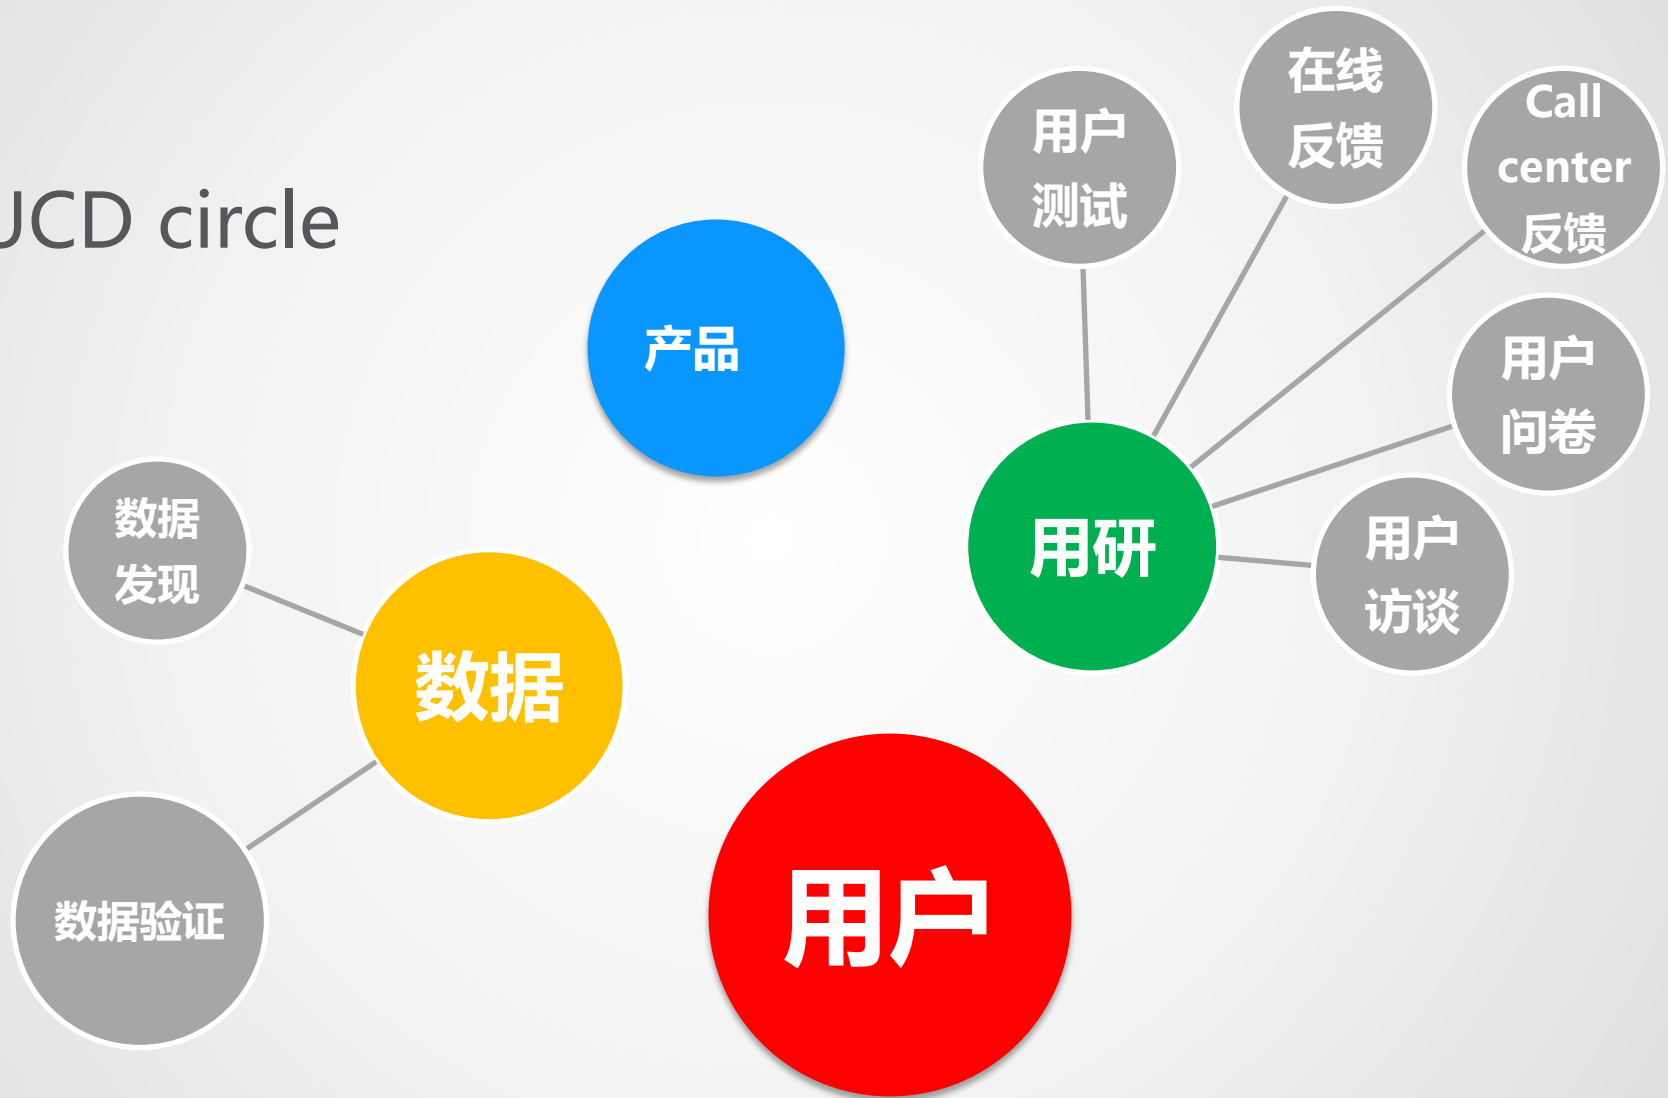 UCD circle
产品
用户
测试
在线
反馈
Call
center
反馈
用户
问卷
用户
访谈
用研
数据
发现
数据
数据验证
用户